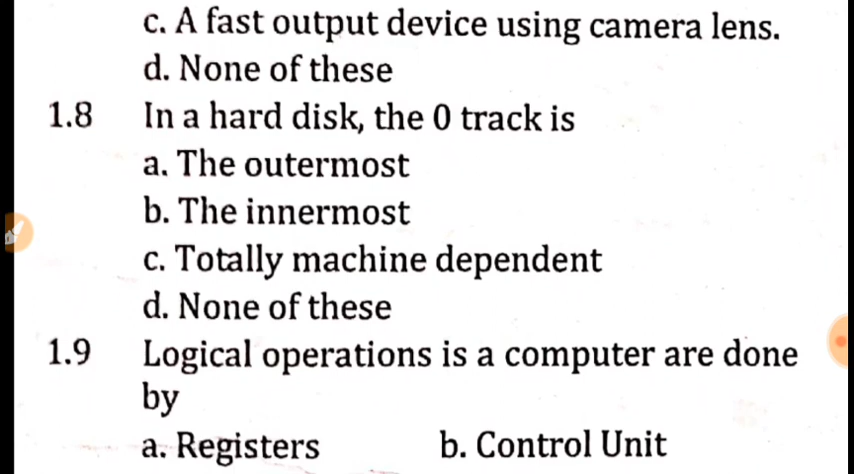 c. A fast output device using camera lens.
d. None of these
1.8 In a hard disk, the 0 track is
a. The outermost
b. The innermost
c. Totally machine dependent
d. None of these
1.9 Logical operations is a computer are done
by
a. Registers b. Control Unit